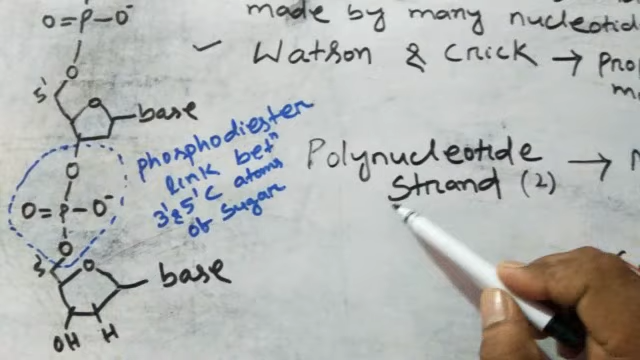 O=P-O⁻
made by many nucleotid
O
✓ Watson & Crick → prop
5'
O
base
phosphodiester
link betⁿ
3'&5' C atoms
of sugar
Polynucleotide →
Strand (2)
O
O=P-O⁻
O
5'
O
base
OH H